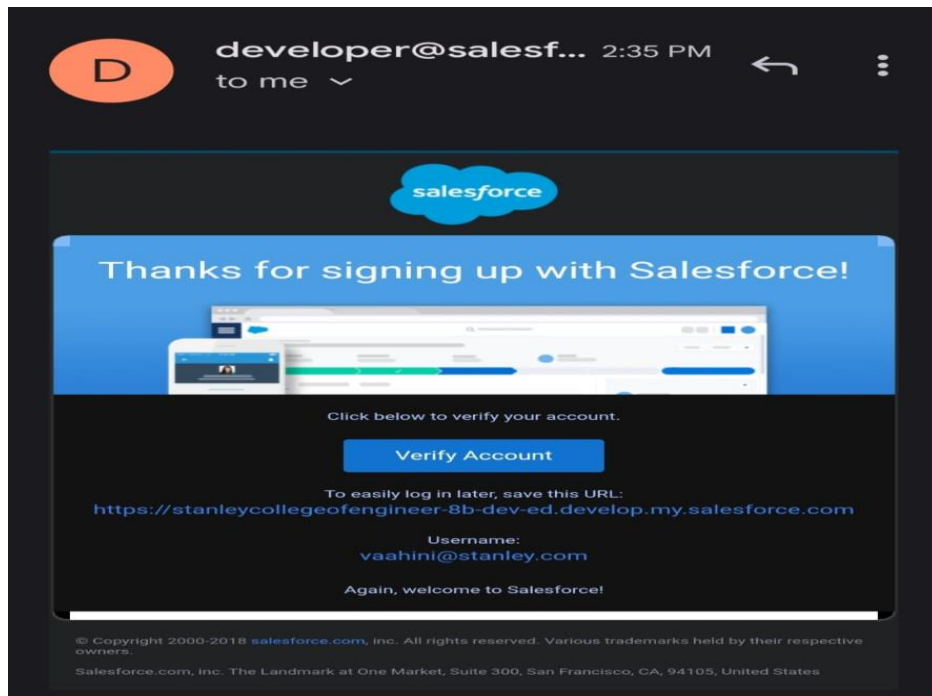 D
developer@salesf... 2:35 PM
to me
salesforce
Thanks for signing up with Salesforce!
Click below to verify your account.
Verify Account
To easily log in later, save this URL:
https://stanleycollegeofengineer-8b-dev-ed.develop.my.salesforce.com
Username:
vaahini@stanley.com
Again, welcome to Salesforce!
© Copyright 2000-2018 salesforce.com, inc. All rights reserved. Various trademarks held by their respective
owners.
Salesforce.com, inc. The Landmark at One Market, Suite 300, San Francisco, CA, 94105, United States